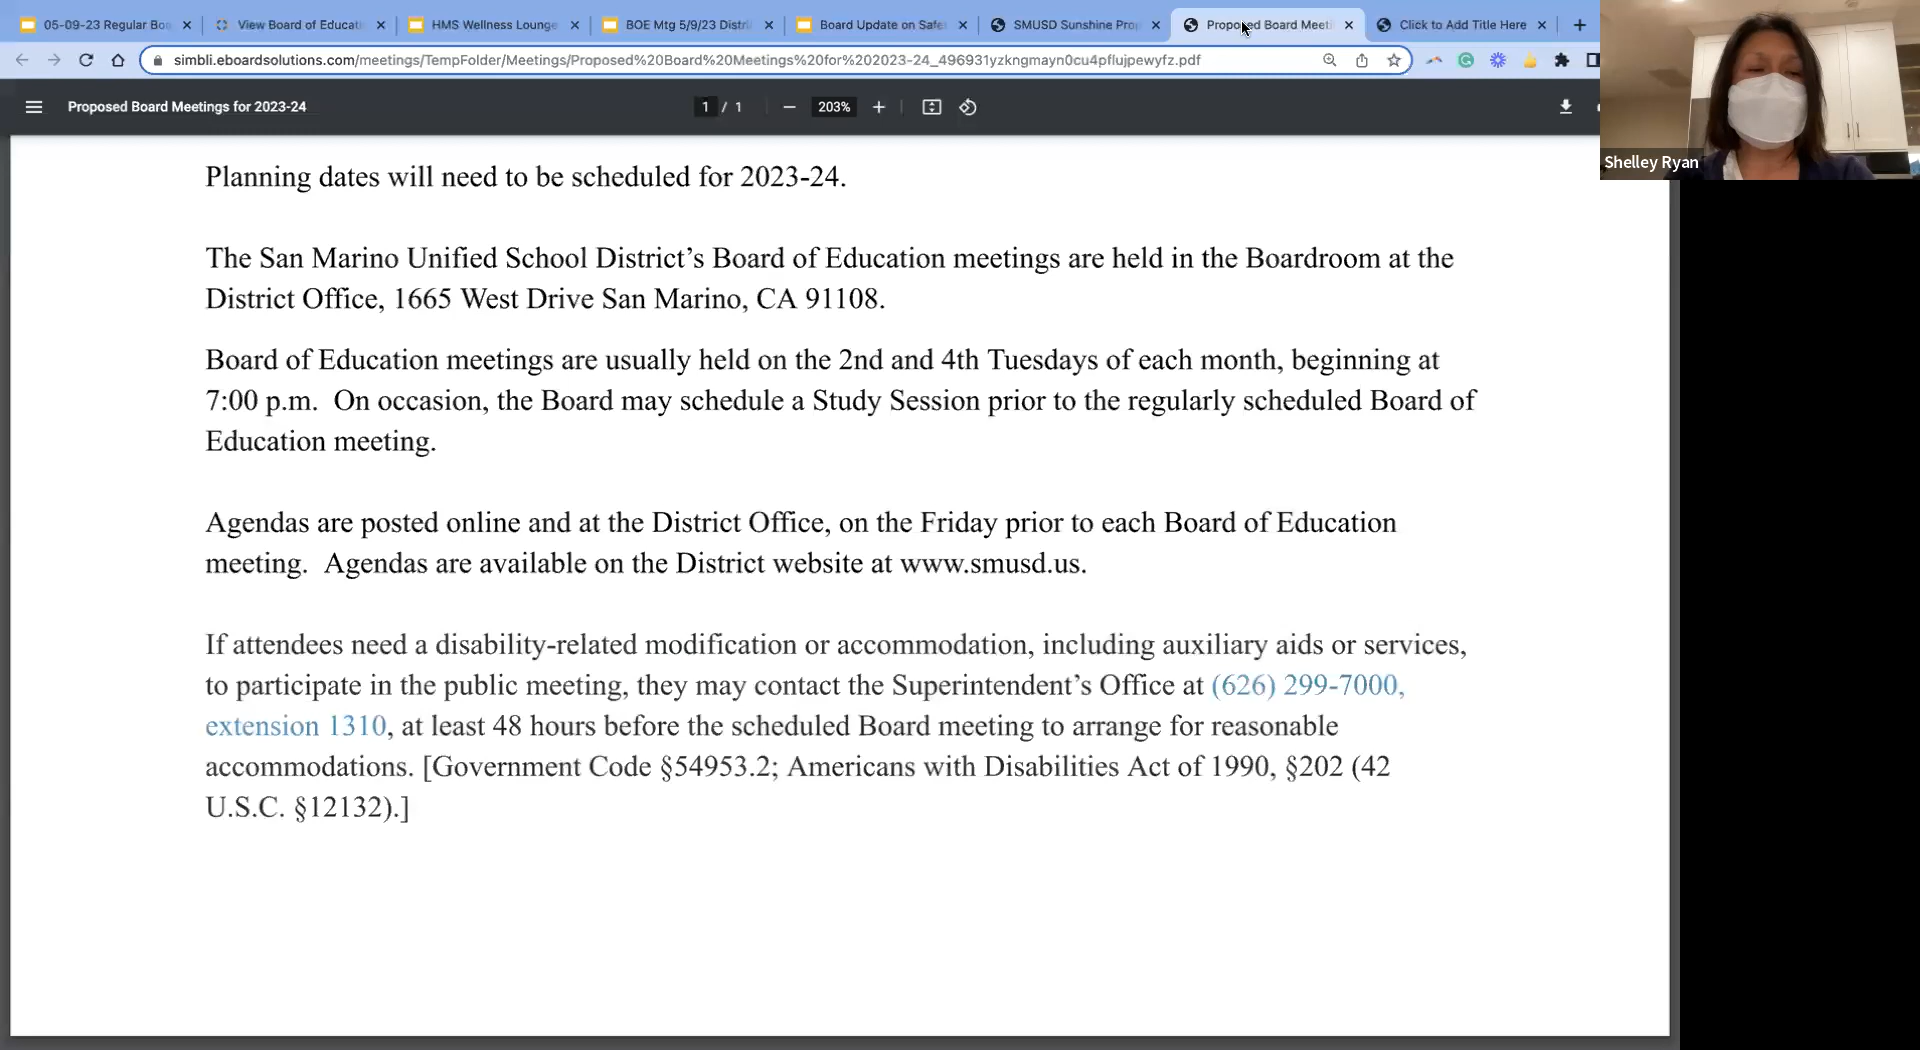 05-09-23 Regular Boa
View Board of Educati
HMS Wellness Lounge
BOE Mtg 5/9/23 Distri
Board Update on Safe
SMUSD Sunshine Prop
Proposed Board Meeti
Click to Add Title Here
simbli.eboardsolutions.com/meetings/TempFolder/Meetings/Proposed%20Board%20Meetings%20for%202023-24_496931yzkngmayn0cu4pflujpewyfz.pdf
Proposed Board Meetings for 2023-24
1 / 1
203%
Shelley Ryan
Planning dates will need to be scheduled for 2023-24.
The San Marino Unified School District’s Board of Education meetings are held in the Boardroom at the
District Office, 1665 West Drive San Marino, CA 91108.
Board of Education meetings are usually held on the 2nd and 4th Tuesdays of each month, beginning at
7:00 p.m.  On occasion, the Board may schedule a Study Session prior to the regularly scheduled Board of
Education meeting.
Agendas are posted online and at the District Office, on the Friday prior to each Board of Education
meeting.  Agendas are available on the District website at www.smusd.us.
If attendees need a disability-related modification or accommodation, including auxiliary aids or services,
to participate in the public meeting, they may contact the Superintendent’s Office at (626) 299-7000,
extension 1310, at least 48 hours before the scheduled Board meeting to arrange for reasonable
accommodations. [Government Code §54953.2; Americans with Disabilities Act of 1990, §202 (42
U.S.C. §12132).]